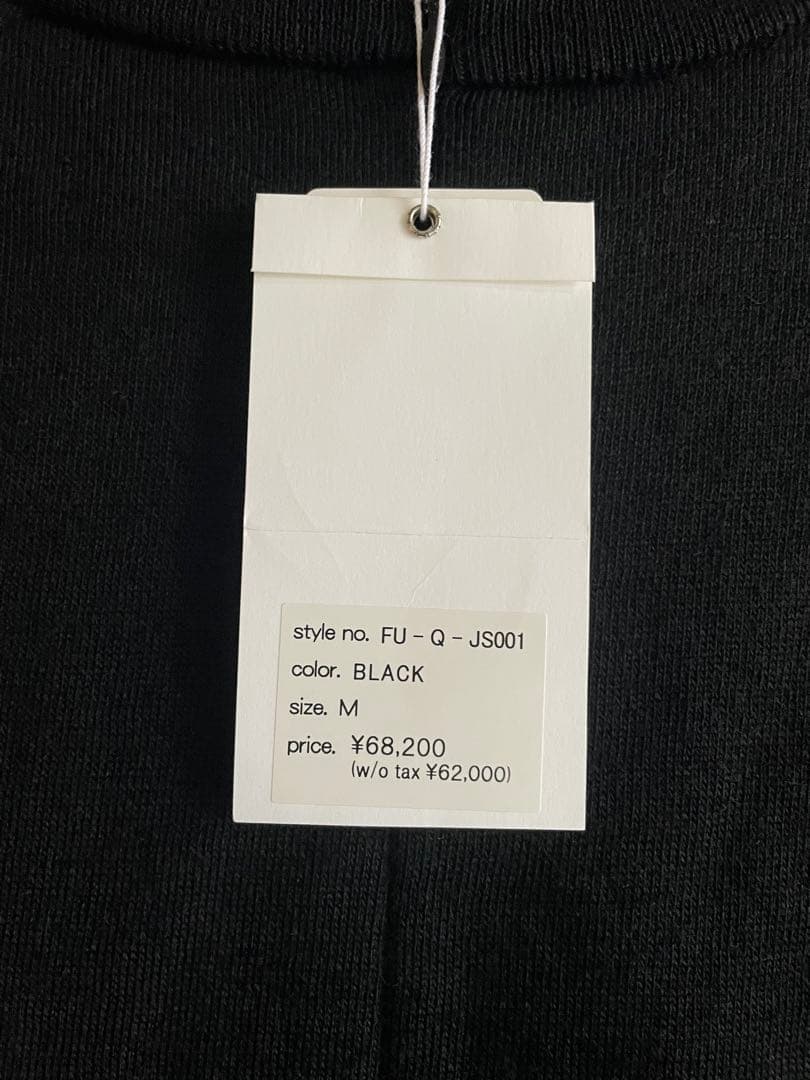 style no. FU - Q - JS001
color. BLACK
size. M
price. ¥68,200
(w/o tax ¥62,000)